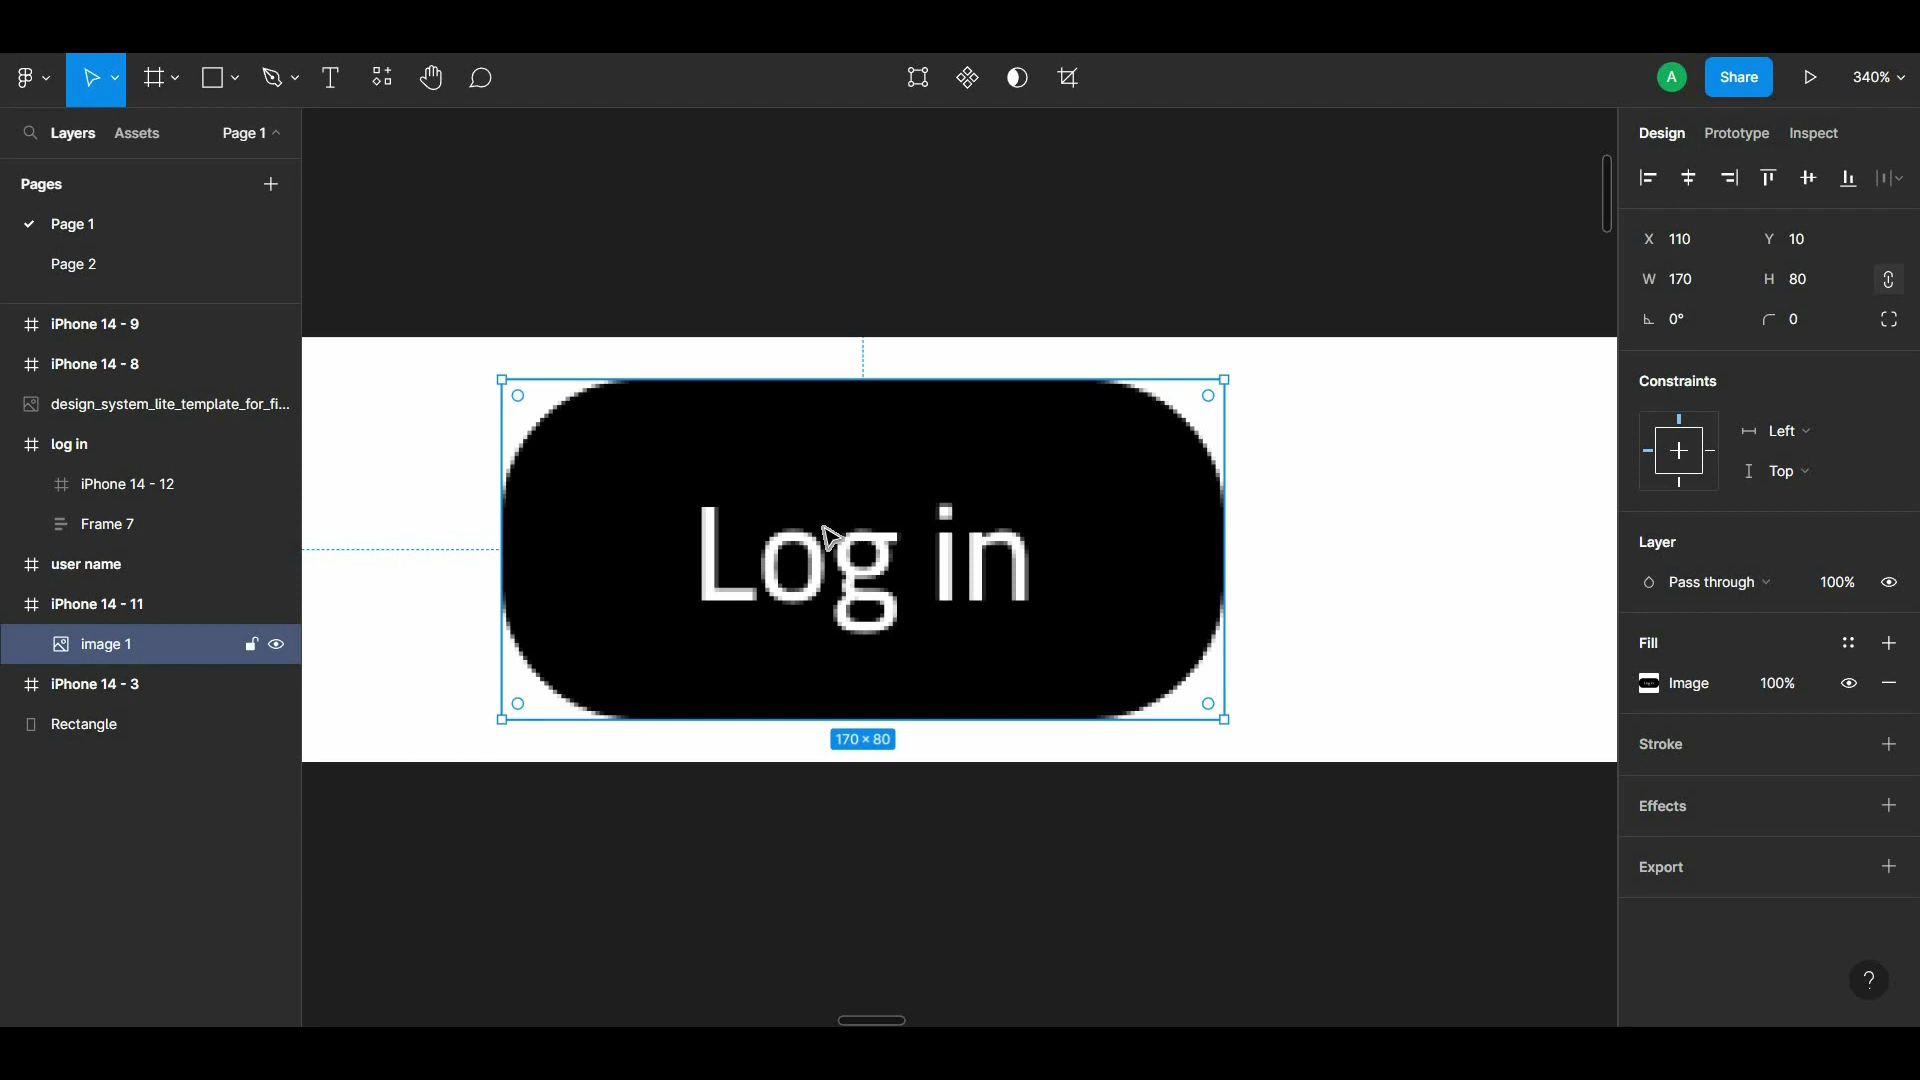 A
Share
340%
Layers
Assets
Page 1
Pages
Page 1
Page 2
iPhone 14 - 9
iPhone 14 - 8
design_system_lite_template_for_fi...
log in
iPhone 14 - 12
Frame 7
user name
iPhone 14 - 11
image 1
iPhone 14 - 3
Rectangle
Log in
170 × 80
Design
Prototype
Inspect
X 110
Y 10
W 170
H 80
0°
0
Constraints
Left
Top
Layer
Pass through
100%
Fill
Image
100%
Stroke
Effects
Export
?